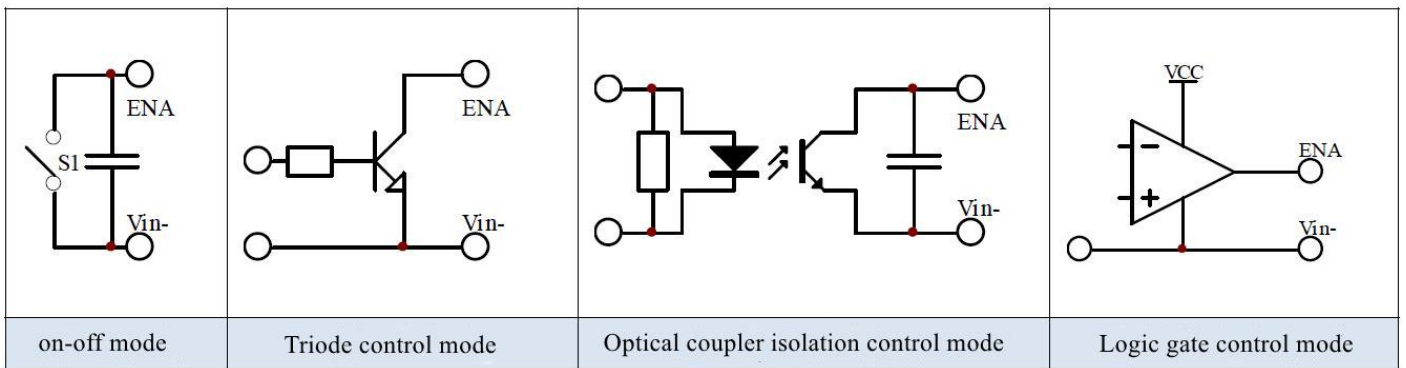 ENA
S1
Vin-
on-off mode
ENA
Vin-
Triode control mode
ENA
Vin-
Optical coupler isolation control mode
VCC
ENA
Vin-
Logic gate control mode